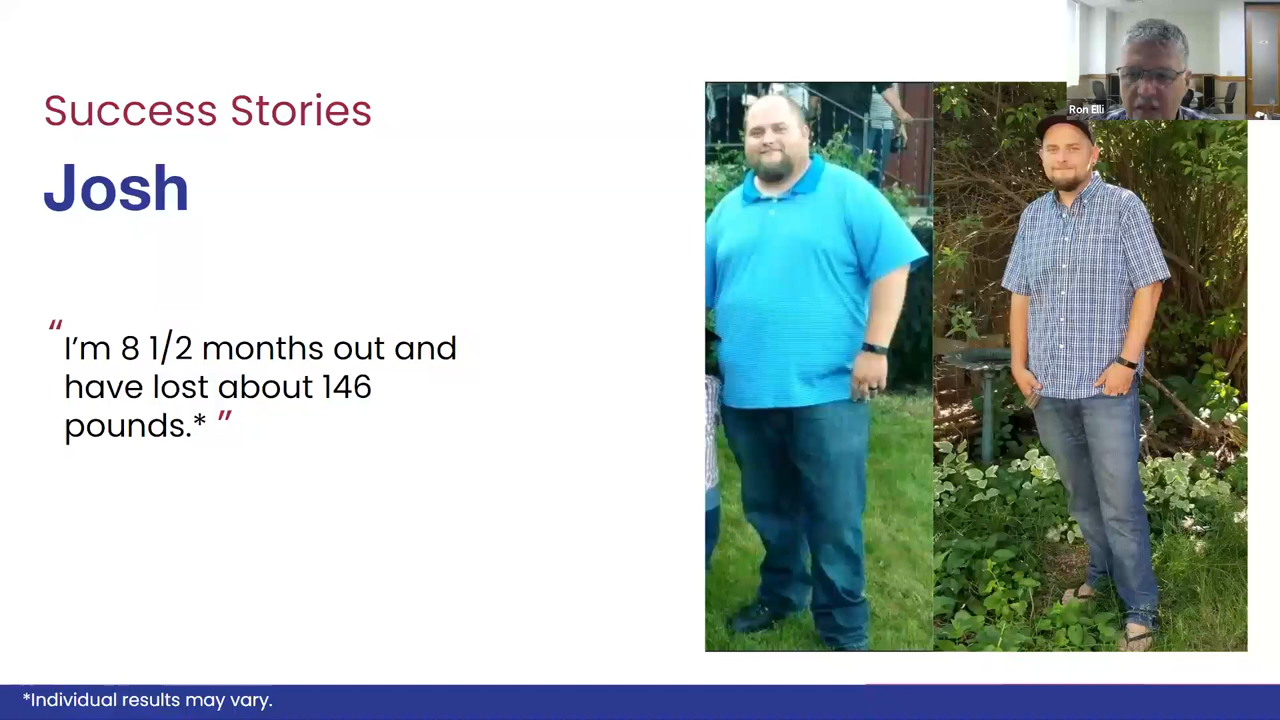 Success Stories
Josh
“I’m 8 1/2 months out and
have lost about 146
pounds.* ”
Ron Elli
*Individual results may vary.